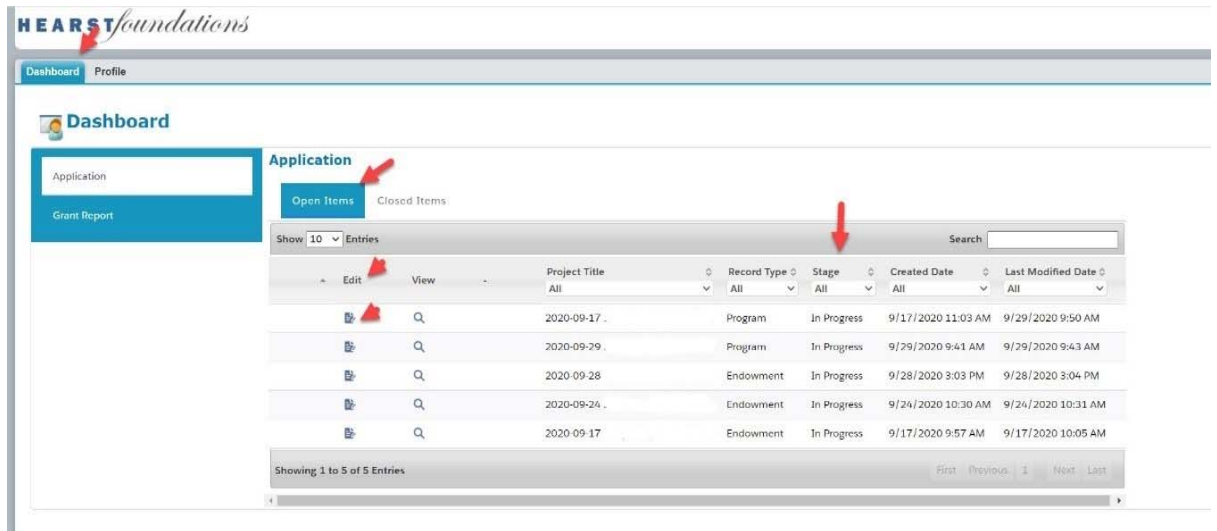 HEARST foundations
Dashboard Profile
Dashboard
Application
Grant Report
Application
Open Items Closed Items
Show 10 Entries Search
Edit View Project Title Record Type Stage Created Date Last Modified Date
All All All All All
2020-09-17 . Program In Progress 9/17/2020 11:03 AM 9/29/2020 9:50 AM
2020-09-29 . Program In Progress 9/29/2020 9:41 AM 9/29/2020 9:43 AM
2020-09-28 Endowment In Progress 9/28/2020 3:03 PM 9/28/2020 3:04 PM
2020-09-24 . Endowment In Progress 9/24/2020 10:30 AM 9/24/2020 10:31 AM
2020-09-17 Endowment In Progress 9/17/2020 9:57 AM 9/17/2020 10:05 AM
Showing 1 to 5 of 5 Entries First Previous 1 Next Last